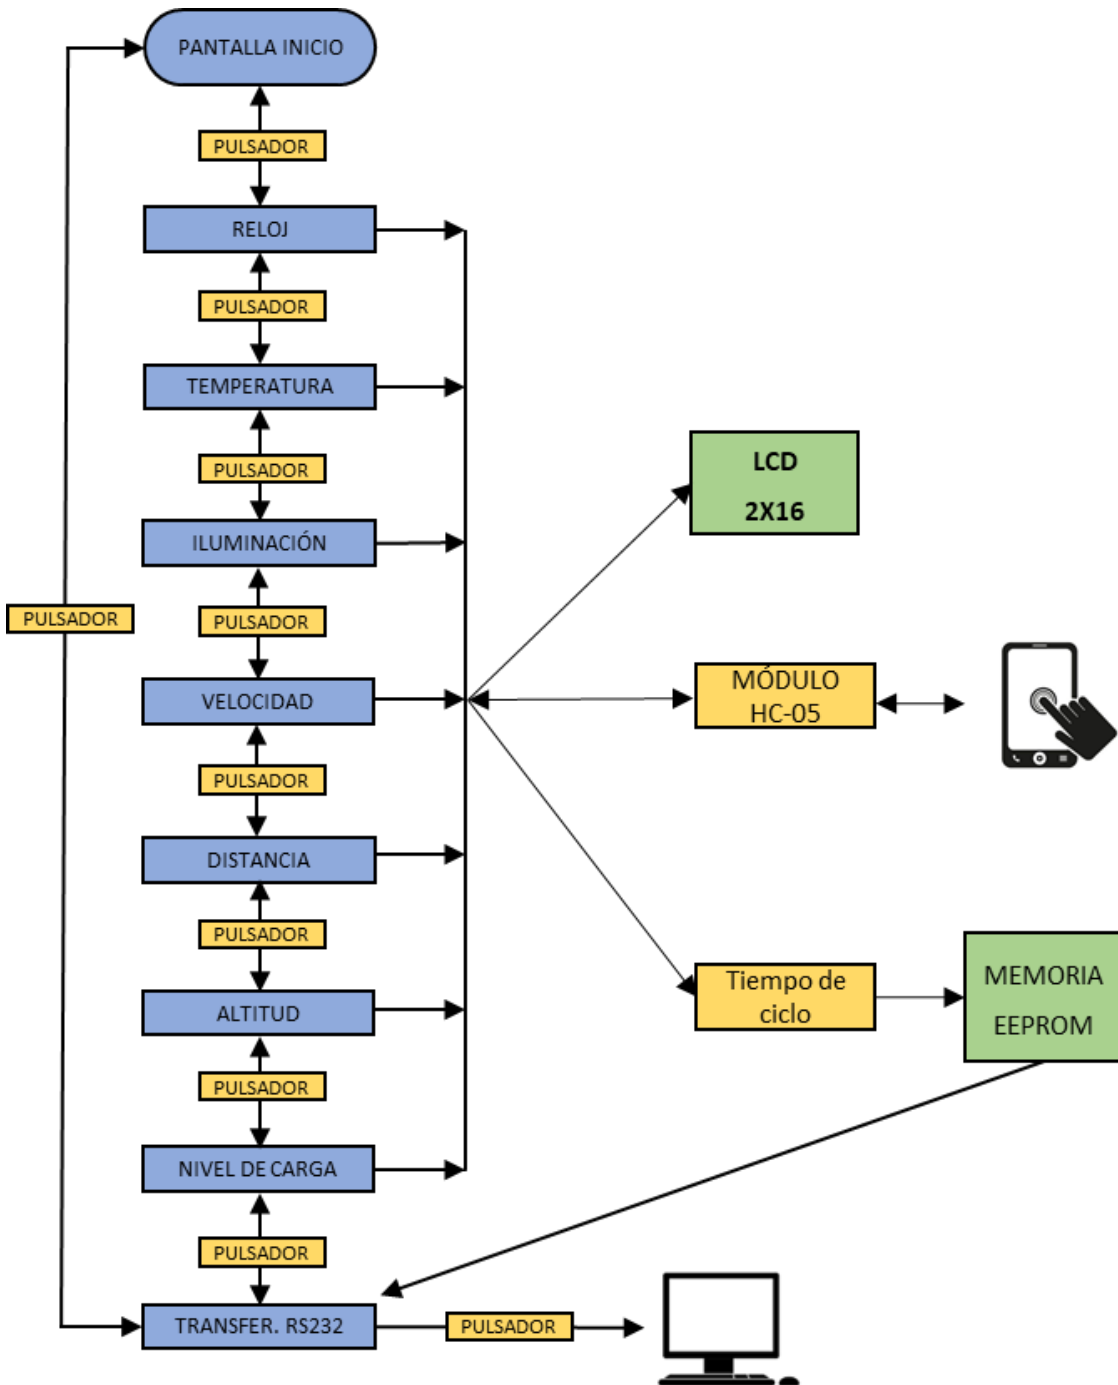 PANTALLA INICIO
PULSADOR
RELOJ
PULSADOR
TEMPERATURA
PULSADOR
ILUMINACIÓN
PULSADOR
PULSADOR
VELOCIDAD
PULSADOR
DISTANCIA
PULSADOR
ALTITUD
PULSADOR
NIVEL DE CARGA
PULSADOR
TRANSFER. RS232
PULSADOR
LCD
2X16
MÓDULO
HC-05
Tiempo de
ciclo
MEMORIA
EEPROM